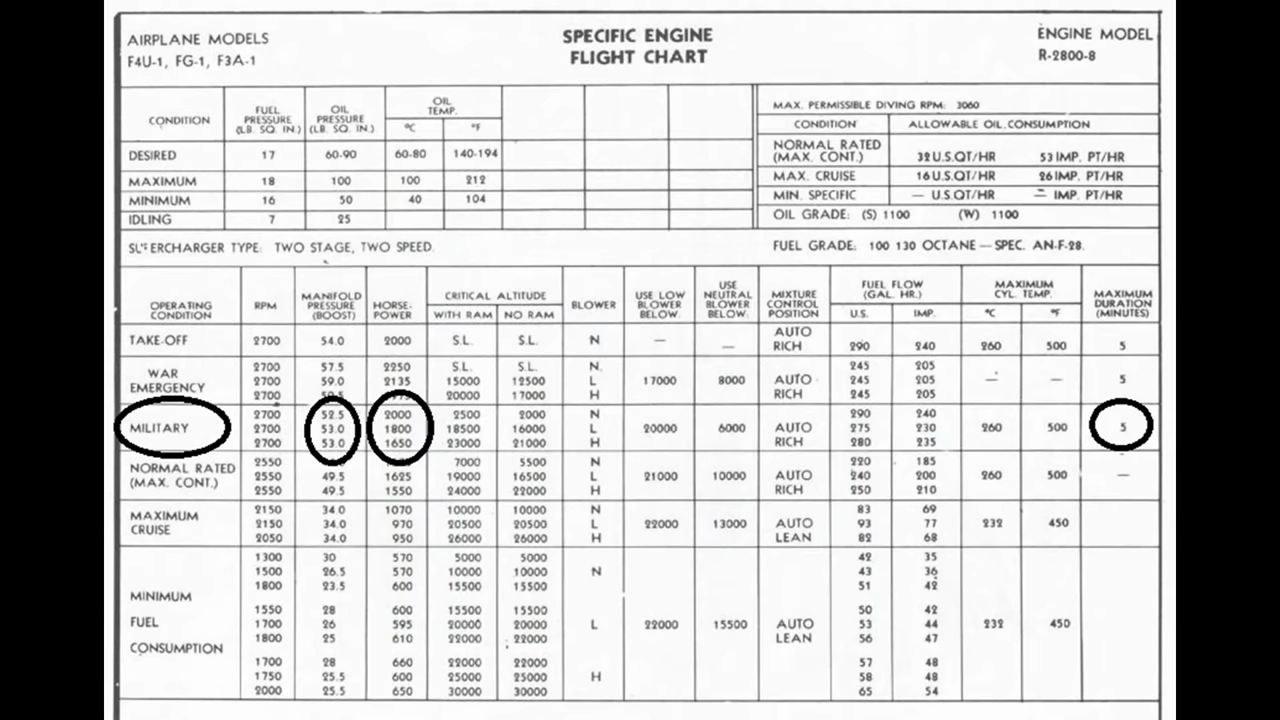 AIRPLANE MODELS
F4U-1, FG-1, F3A-1
SPECIFIC ENGINE
FLIGHT CHART
ENGINE MODEL
R-2800-8
CONDITION FUEL PRESSURE (LB. SQ. IN.) OIL PRESSURE (LB. SQ. IN.) OIL TEMP. °C °F
DESIRED 17 60-90 60-80 140-194
MAXIMUM 18 100 100 212
MINIMUM 16 50 40 104
IDLING 7 25
MAX. PERMISSIBLE DIVING RPM: 3060
CONDITION ALLOWABLE OIL CONSUMPTION
NORMAL RATED
(MAX. CONT.) 32 U.S.QT/HR 53 IMP. PT/HR
MAX. CRUISE 16 U.S.QT/HR 26 IMP. PT/HR
MIN. SPECIFIC — U.S.QT/HR — IMP. PT/HR
OIL GRADE: (S) 1100 (W) 1100
SUPERCHARGER TYPE: TWO STAGE, TWO SPEED.
FUEL GRADE: 100 130 OCTANE — SPEC. AN-F-28.
OPERATING CONDITION RPM MANIFOLD PRESSURE (BOOST) HORSE-POWER CRITICAL ALTITUDE WITH RAM NO RAM BLOWER USE LOW BLOWER BELOW: USE NEUTRAL BLOWER BELOW: MIXTURE CONTROL POSITION FUEL FLOW (GAL. HR.) U.S. IMP. MAXIMUM CYL. TEMP. °C °F MAXIMUM DURATION (MINUTES)
TAKE-OFF 2700 54.0 2000 S.L. S.L. N — — AUTO RICH 290 240 260 500 5
WAR EMERGENCY
2700 57.5 2250 S.L. S.L. N 245 205
2700 59.0 2135 15000 12500 L 17000 8000 AUTO 245 205 — — 5
2700 20000 17000 H RICH 245 205
2700 52.5 2000 2500 2000 N 290 240
MILITARY 2700 53.0 1800 18500 16000 L 20000 6000 AUTO 275 230 260 500 5
2700 53.0 1650 23000 21000 H RICH 280 235
NORMAL RATED
(MAX. CONT.)
2550 7000 5500 N 220 185
2550 49.5 1625 19000 16500 L 21000 10000 AUTO 240 200 260 500 —
2550 49.5 1550 24000 22000 H RICH 250 210
MAXIMUM CRUISE
2150 34.0 1070 10000 10000 N 83 69
2150 34.0 970 20500 20500 L 22000 13000 AUTO 93 77 232 450
2050 34.0 950 26000 26000 H LEAN 82 68
MINIMUM FUEL CONSUMPTION
1300 30 570 5000 5000 42 35
1500 26.5 570 10000 10000 N 43 36
1800 23.5 600 15500 15500 51 42
1550 28 600 15500 15500 50 42
1700 26 595 20000 20000 L 22000 15500 AUTO 53 44 232 450
1800 25 610 22000 22000 LEAN 56 47
1700 28 660 22000 22000 57 48
1750 25.5 600 25000 25000 H 58 48
2000 25.5 650 30000 30000 65 54